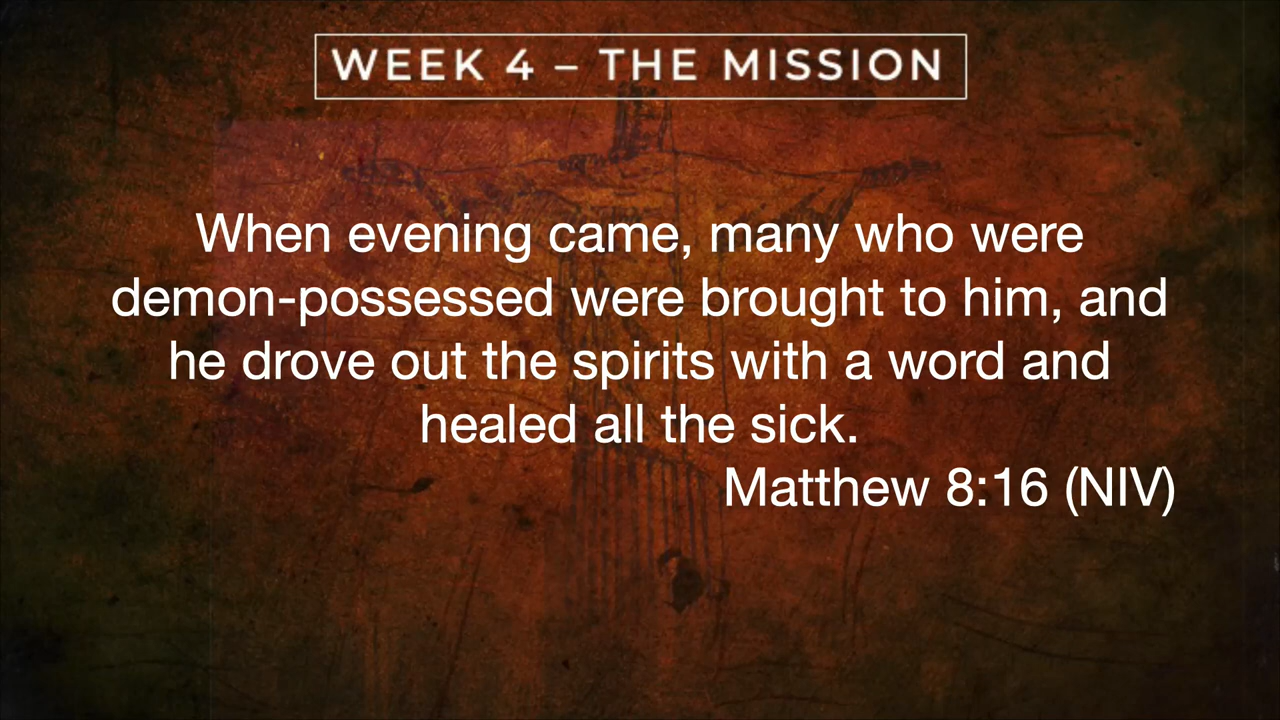 WEEK 4 – THE MISSION
When evening came, many who were
demon-possessed were brought to him, and
he drove out the spirits with a word and
healed all the sick.
Matthew 8:16 (NIV)